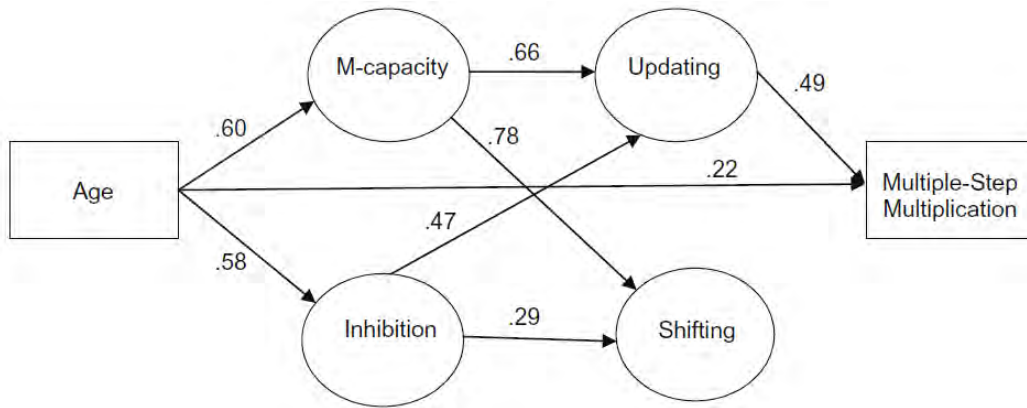 M-capacity
.66
Updating
.49
.60
.78
Age
.22
Multiple-Step
Multiplication
.47
.58
Inhibition
.29
Shifting